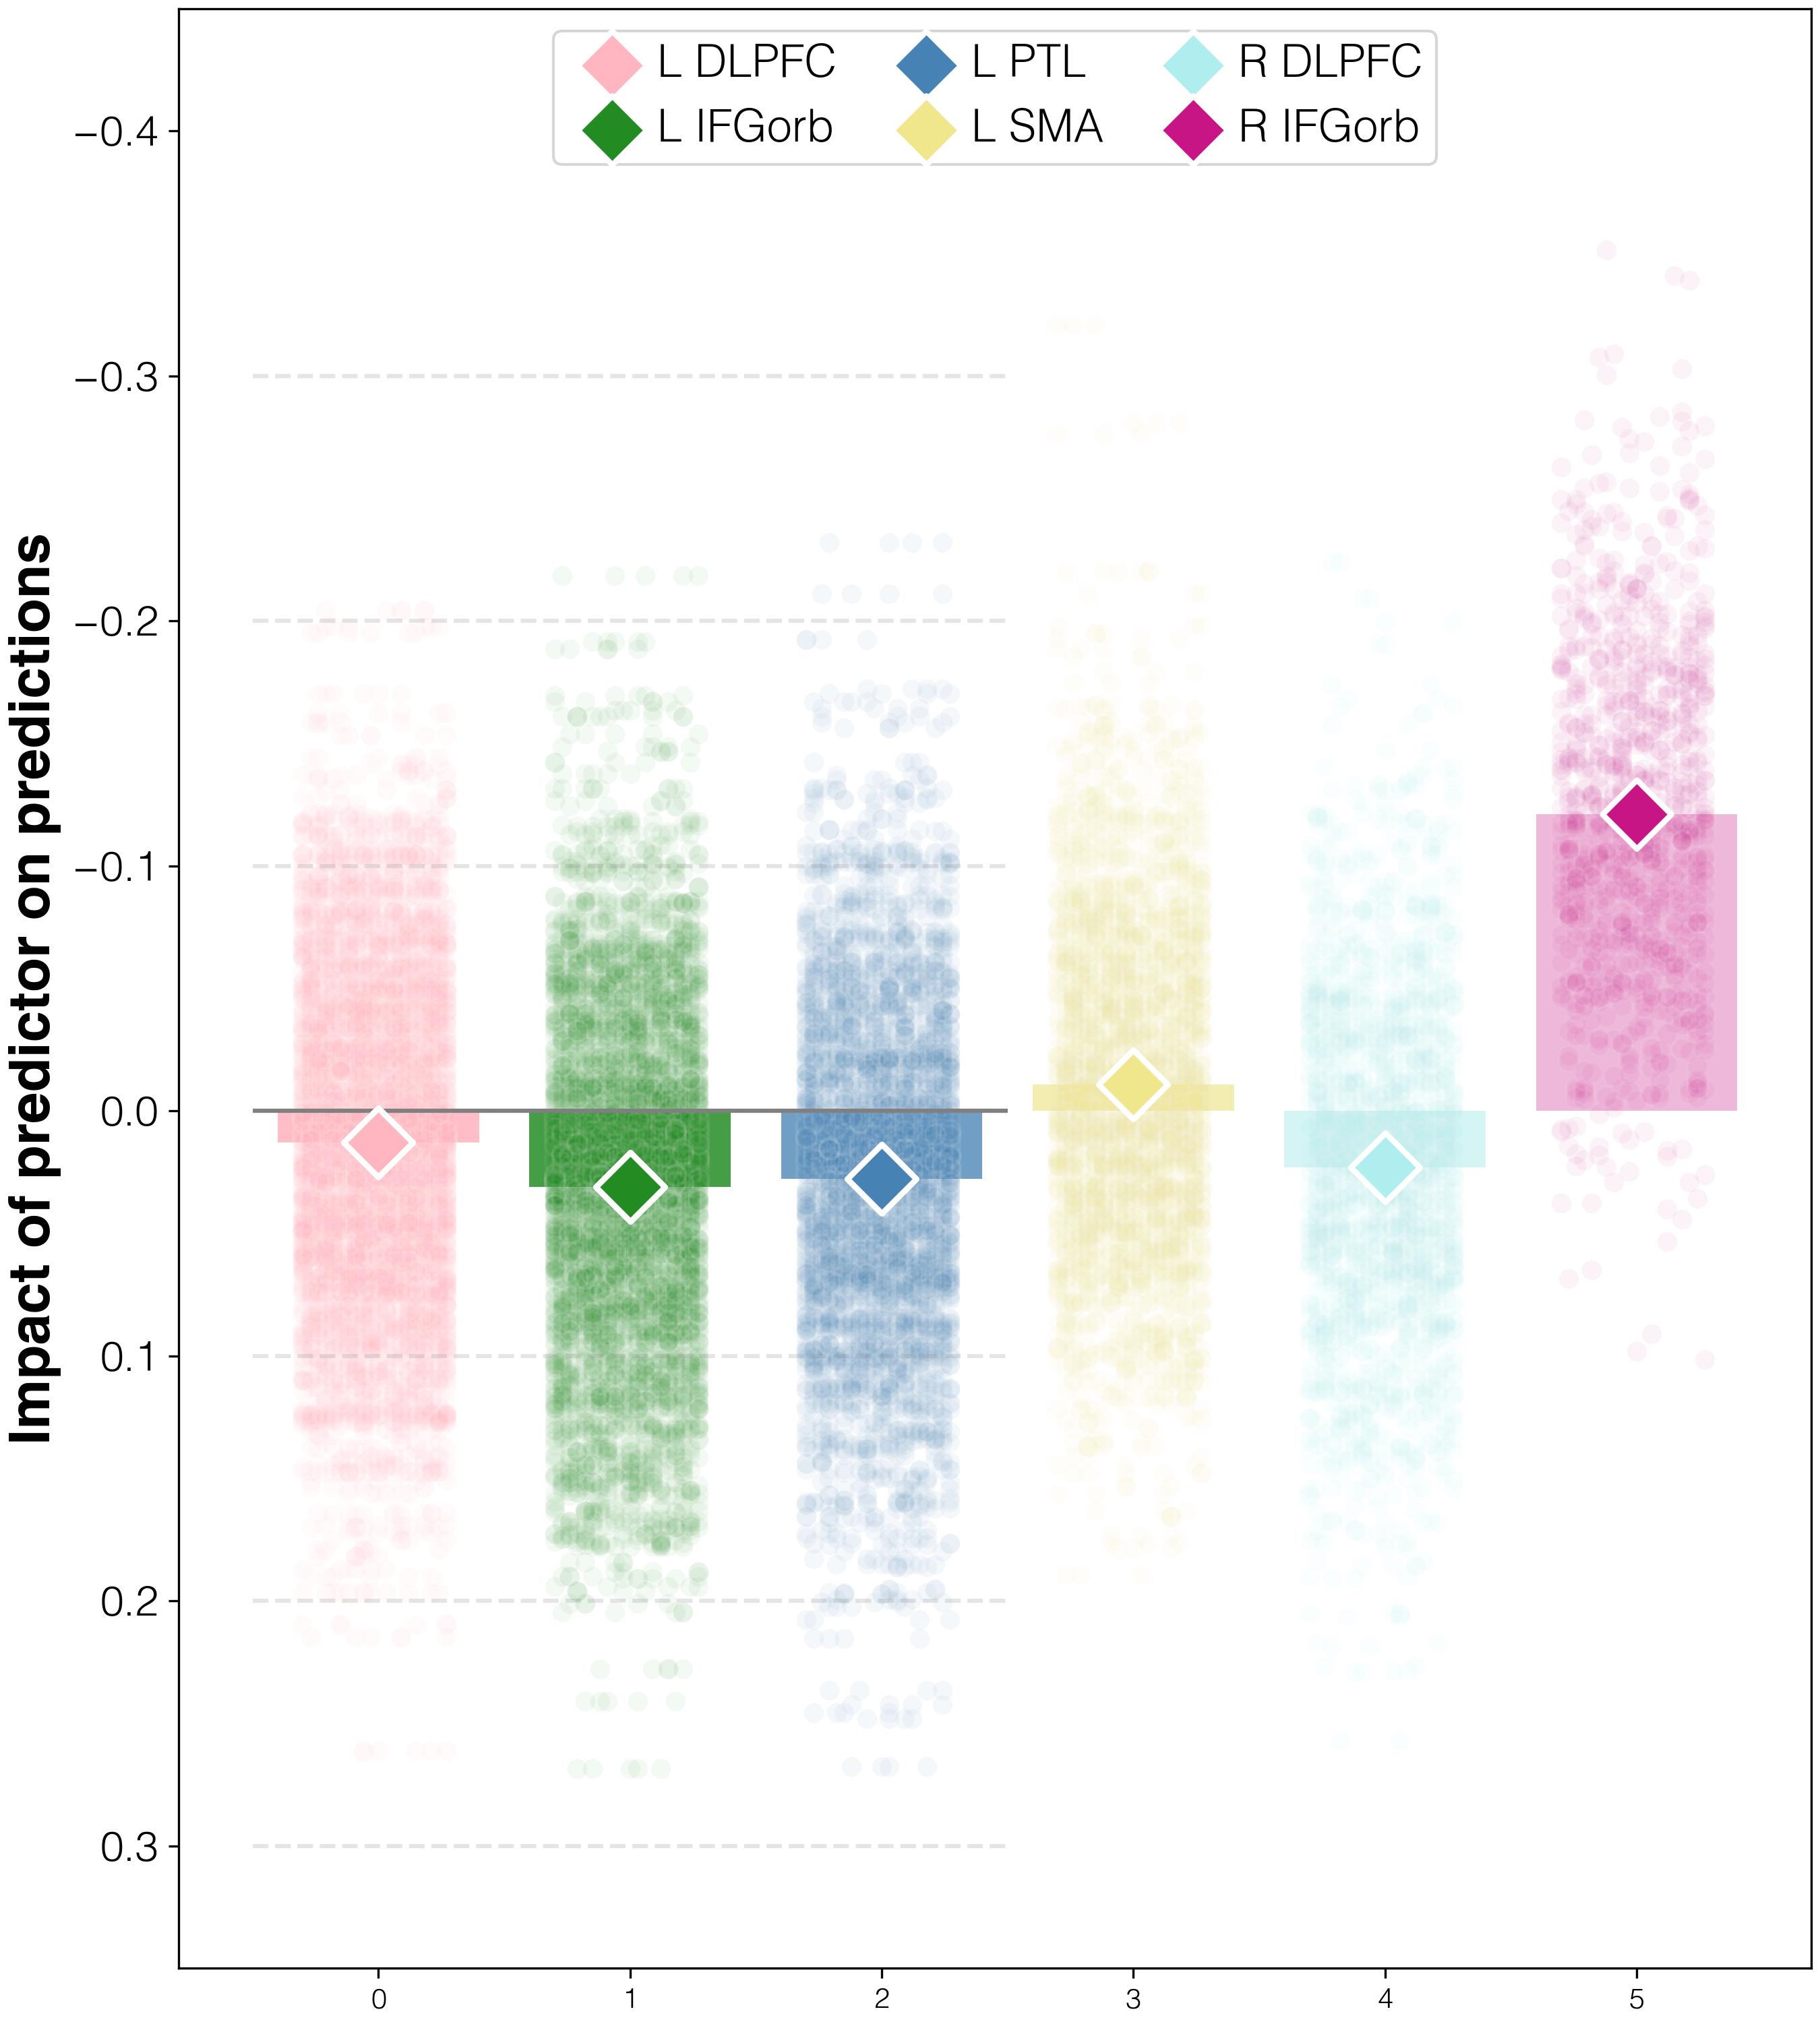 L DLPFC
L PTL
R DLPFC
L IFGorb
L SMA
R IFGorb
Impact of predictor on predictions
−0.4
−0.3
−0.2
−0.1
0.0
0.1
0.2
0.3
0
1
2
3
4
5